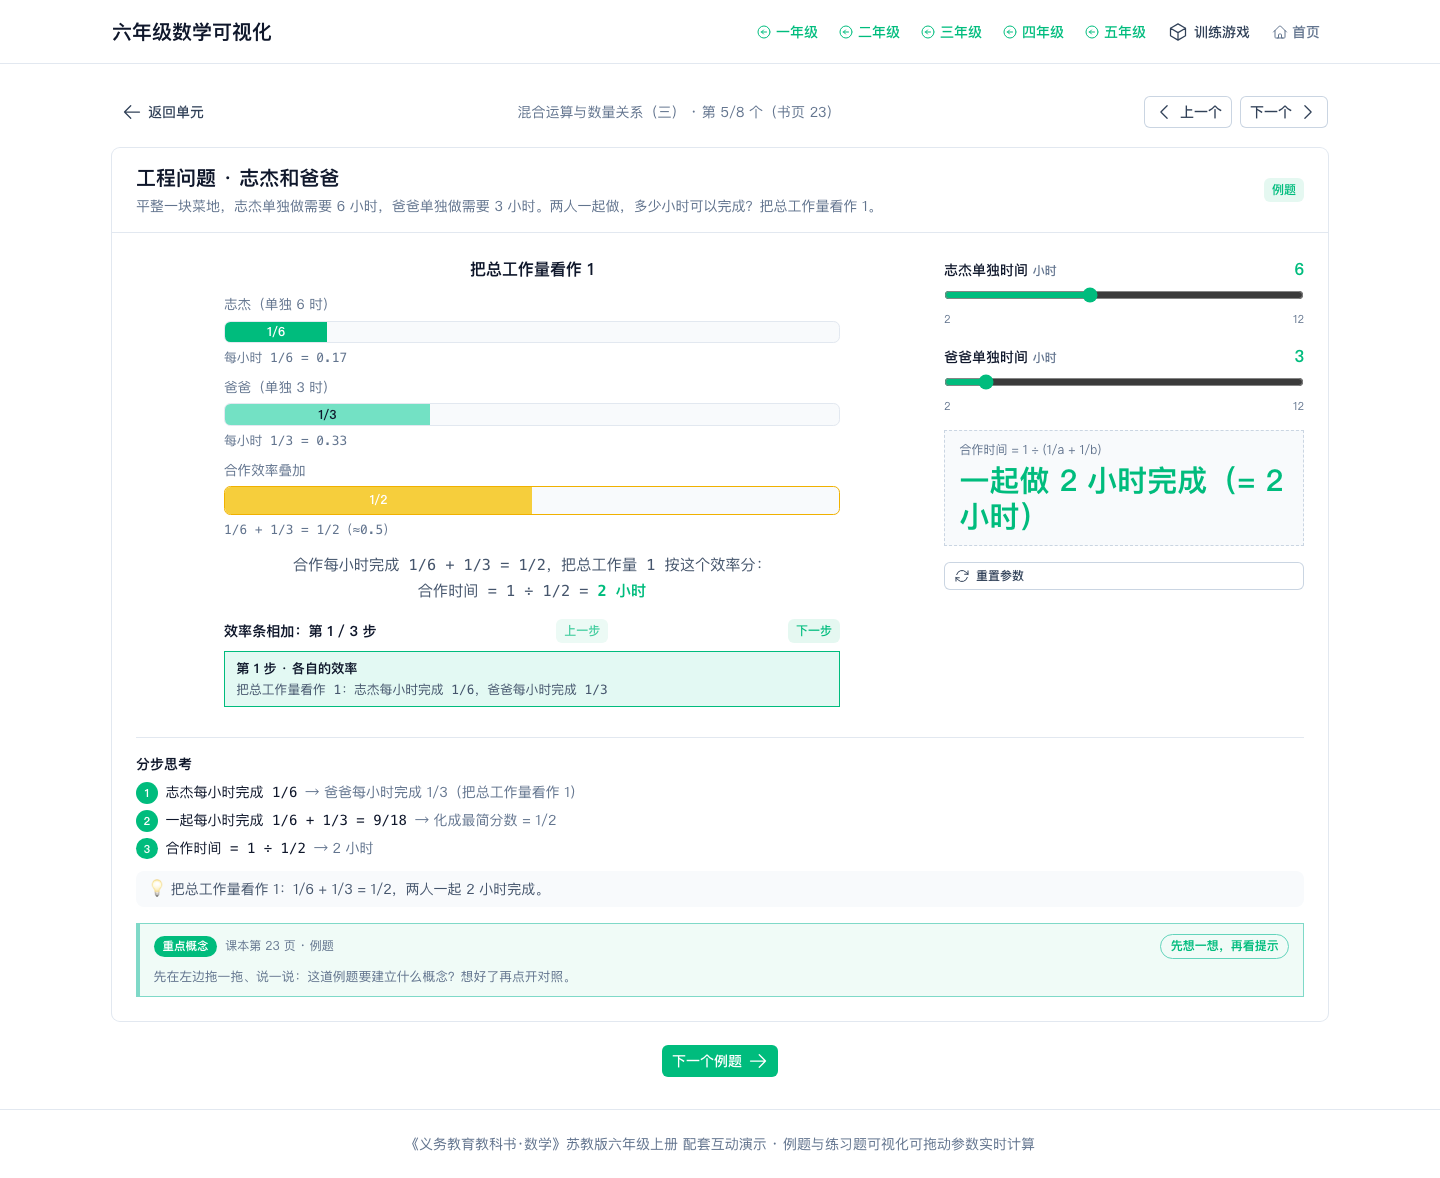 六年级数学可视化
一年级 二年级 三年级 四年级 五年级 训练游戏 首页
返回单元 混合运算与数量关系（三） · 第 5/8 个（书页 23） 上一个 下一个
工程问题 · 志杰和爸爸
例题
平整一块菜地，志杰单独做需要 6 小时，爸爸单独做需要 3 小时。两人一起做，多少小时可以完成？把总工作量看作 1。
把总工作量看作 1
志杰（单独 6 时）
1/6
每小时 1/6 = 0.17
爸爸（单独 3 时）
1/3
每小时 1/3 = 0.33
合作效率叠加
1/2
1/6 + 1/3 = 1/2（≈0.5）
合作每小时完成 1/6 + 1/3 = 1/2，把总工作量 1 按这个效率分：
合作时间 = 1 ÷ 1/2 = 2 小时
效率条相加：第 1 / 3 步 上一步 下一步
第 1 步 · 各自的效率
把总工作量看作 1：志杰每小时完成 1/6，爸爸每小时完成 1/3
志杰单独时间 小时 6
2 12
爸爸单独时间 小时 3
2 12
合作时间 = 1 ÷ (1/a + 1/b)
一起做 2 小时完成（= 2
小时）
重置参数
分步思考
1 志杰每小时完成 1/6 → 爸爸每小时完成 1/3（把总工作量看作 1）
2 一起每小时完成 1/6 + 1/3 = 9/18 → 化成最简分数 = 1/2
3 合作时间 = 1 ÷ 1/2 → 2 小时
💡 把总工作量看作 1：1/6 + 1/3 = 1/2，两人一起 2 小时完成。
重点概念 课本第 23 页 · 例题 先想一想，再看提示
先在左边拖一拖、说一说：这道例题要建立什么概念？想好了再点开对照。
下一个例题 →
《义务教育教科书·数学》苏教版六年级上册 配套互动演示 · 例题与练习题可视化可拖动参数实时计算